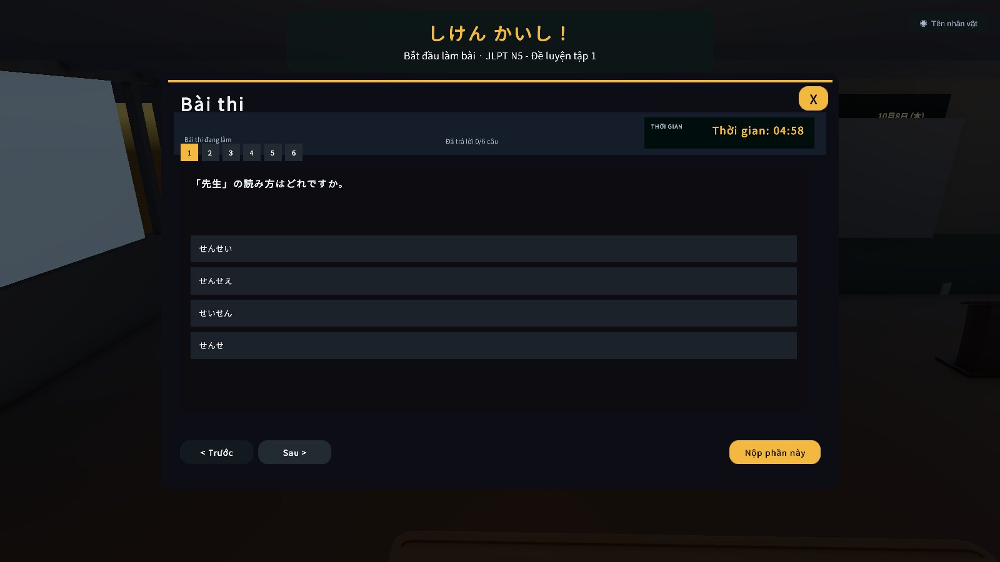 しけん かいし！
Bắt đầu làm bài · JLPT N5 - Đề luyện tập 1
◉ Tên nhân vật
Bài thi
X
10月8日 (木)
Bài thi đang làm
Đã trả lời 0/6 câu
THỜI GIAN
Thời gian: 04:58
1 2 3 4 5 6
「先生」の読み方はどれですか。
せんせい
せんせえ
せいせん
せんせ
< Trước
Sau >
Nộp phần này